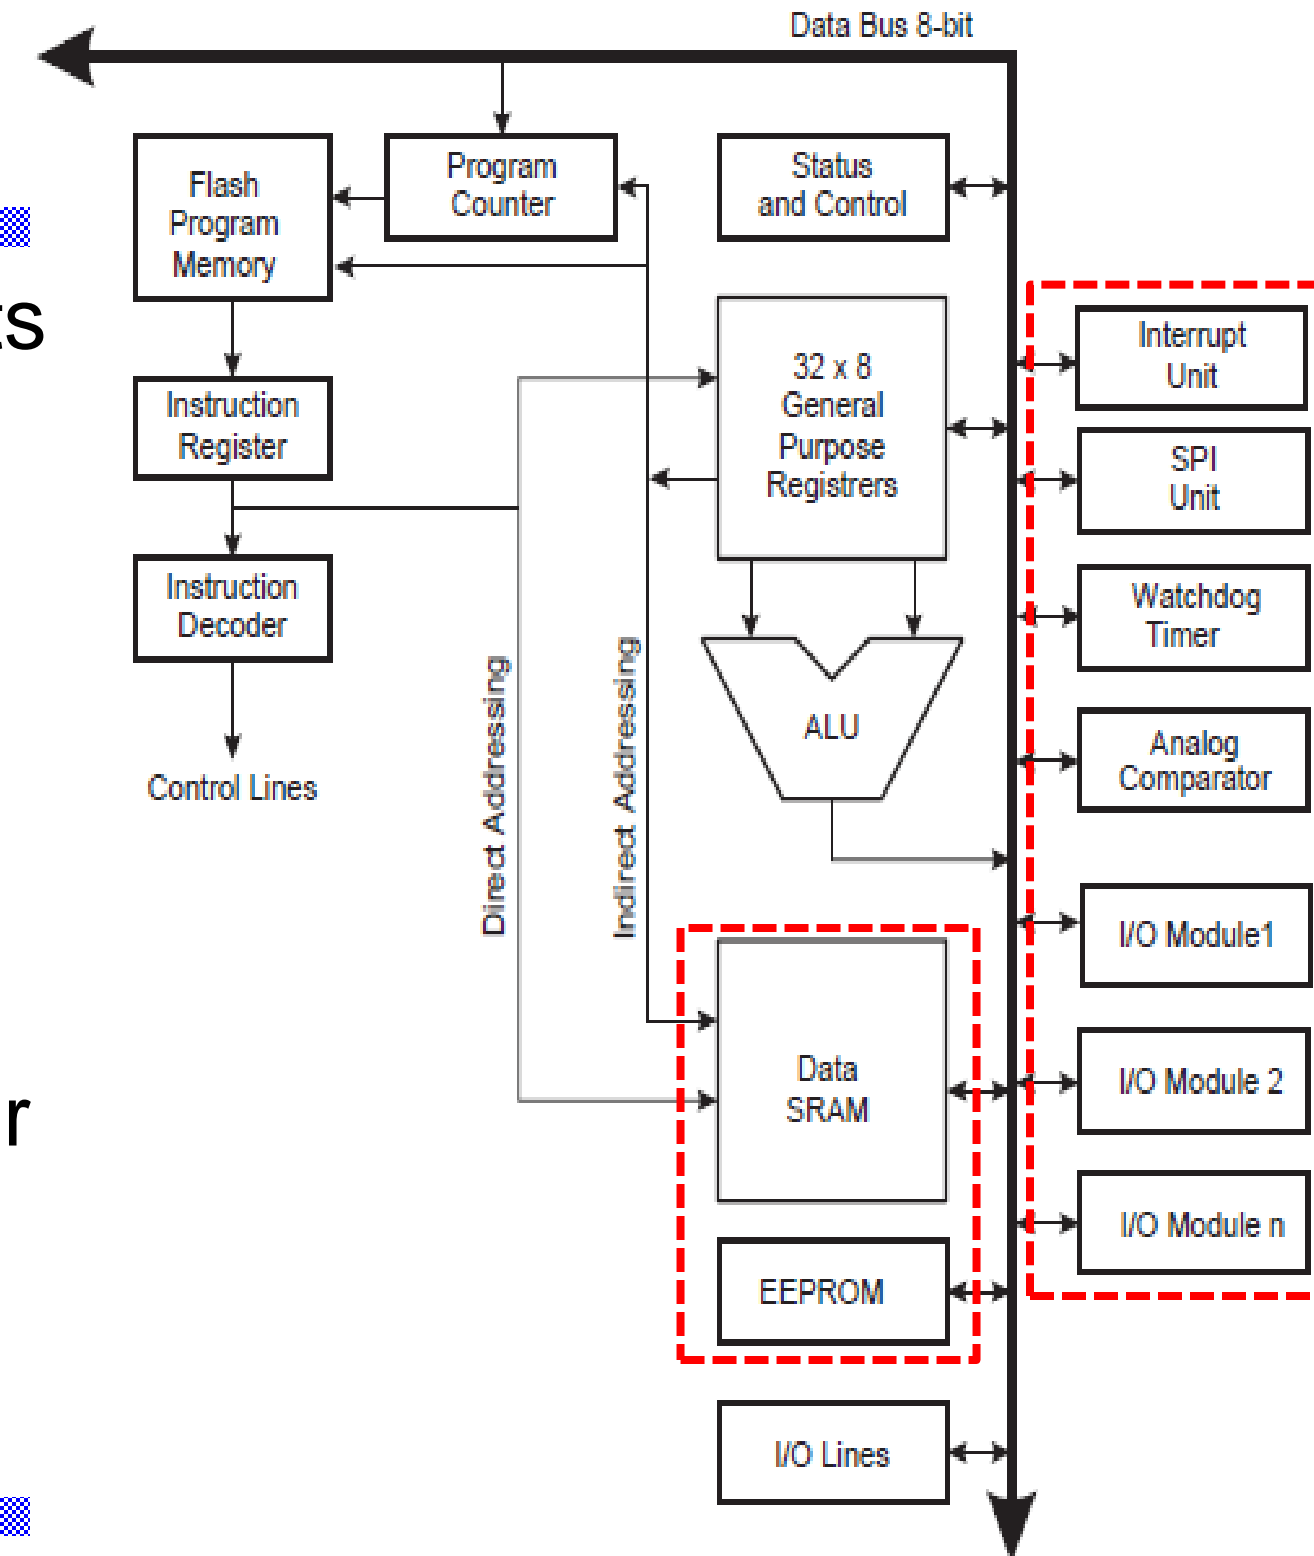 Data Bus 8-bit
Flash
Program
Memory
Program
Counter
Status
and Control
ts
Interrupt
Unit
32 x 8
General
Purpose
Registrers
Instruction
Register
SPI
Unit
Instruction
Decoder
Watchdog
Timer
Direct Addressing
Indirect Addressing
ALU
Analog
Comparator
Control Lines
I/O Module1
Data
SRAM
I/O Module 2
r
I/O Module n
EEPROM
I/O Lines